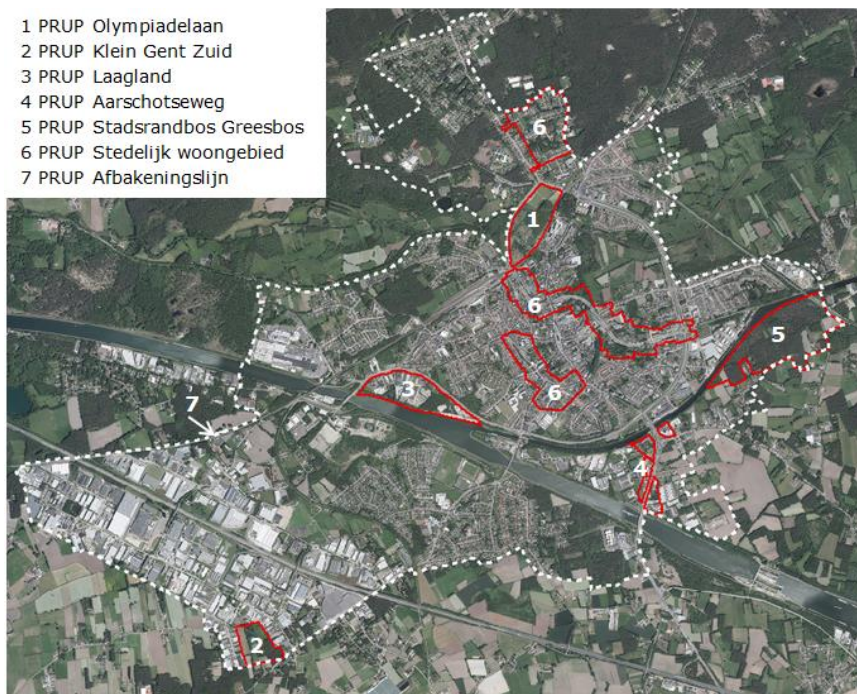 1 PRUP Olympiadelaan
2 PRUP Klein Gent Zuid
3 PRUP Laagland
4 PRUP Aarschotseweg
5 PRUP Stadsrandbos Greesbos
6 PRUP Stedelijk woongebied
7 PRUP Afbakeningslijn
6
1
6
5
3
6
7
4
2